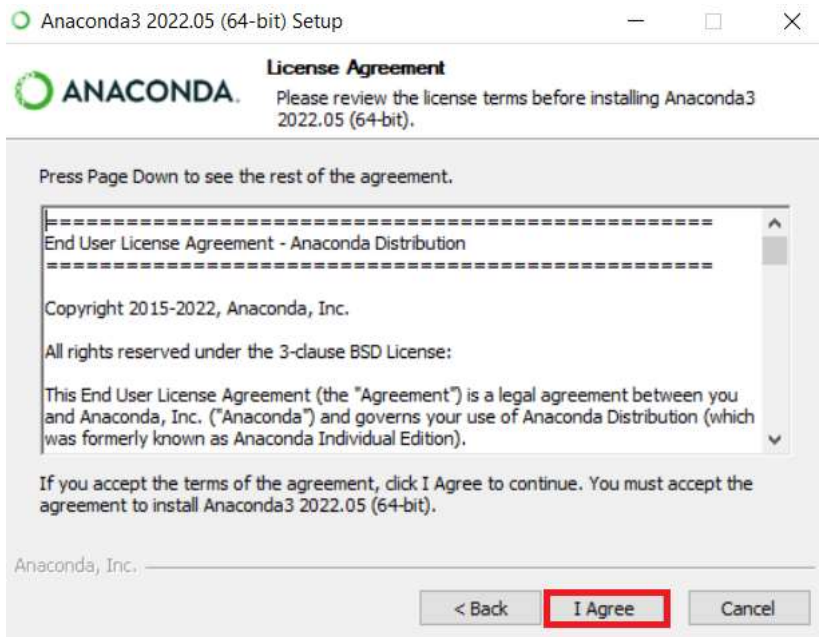 Anaconda3 2022.05 (64-bit) Setup
ANACONDA.
License Agreement
Please review the license terms before installing Anaconda3
2022.05 (64-bit).
Press Page Down to see the rest of the agreement.
==================================================
End User License Agreement - Anaconda Distribution
==================================================
Copyright 2015-2022, Anaconda, Inc.
All rights reserved under the 3-clause BSD License:
This End User License Agreement (the "Agreement") is a legal agreement between you
and Anaconda, Inc. ("Anaconda") and governs your use of Anaconda Distribution (which
was formerly known as Anaconda Individual Edition).
If you accept the terms of the agreement, click I Agree to continue. You must accept the
agreement to install Anaconda3 2022.05 (64-bit).
Anaconda, Inc.
< Back
I Agree
Cancel